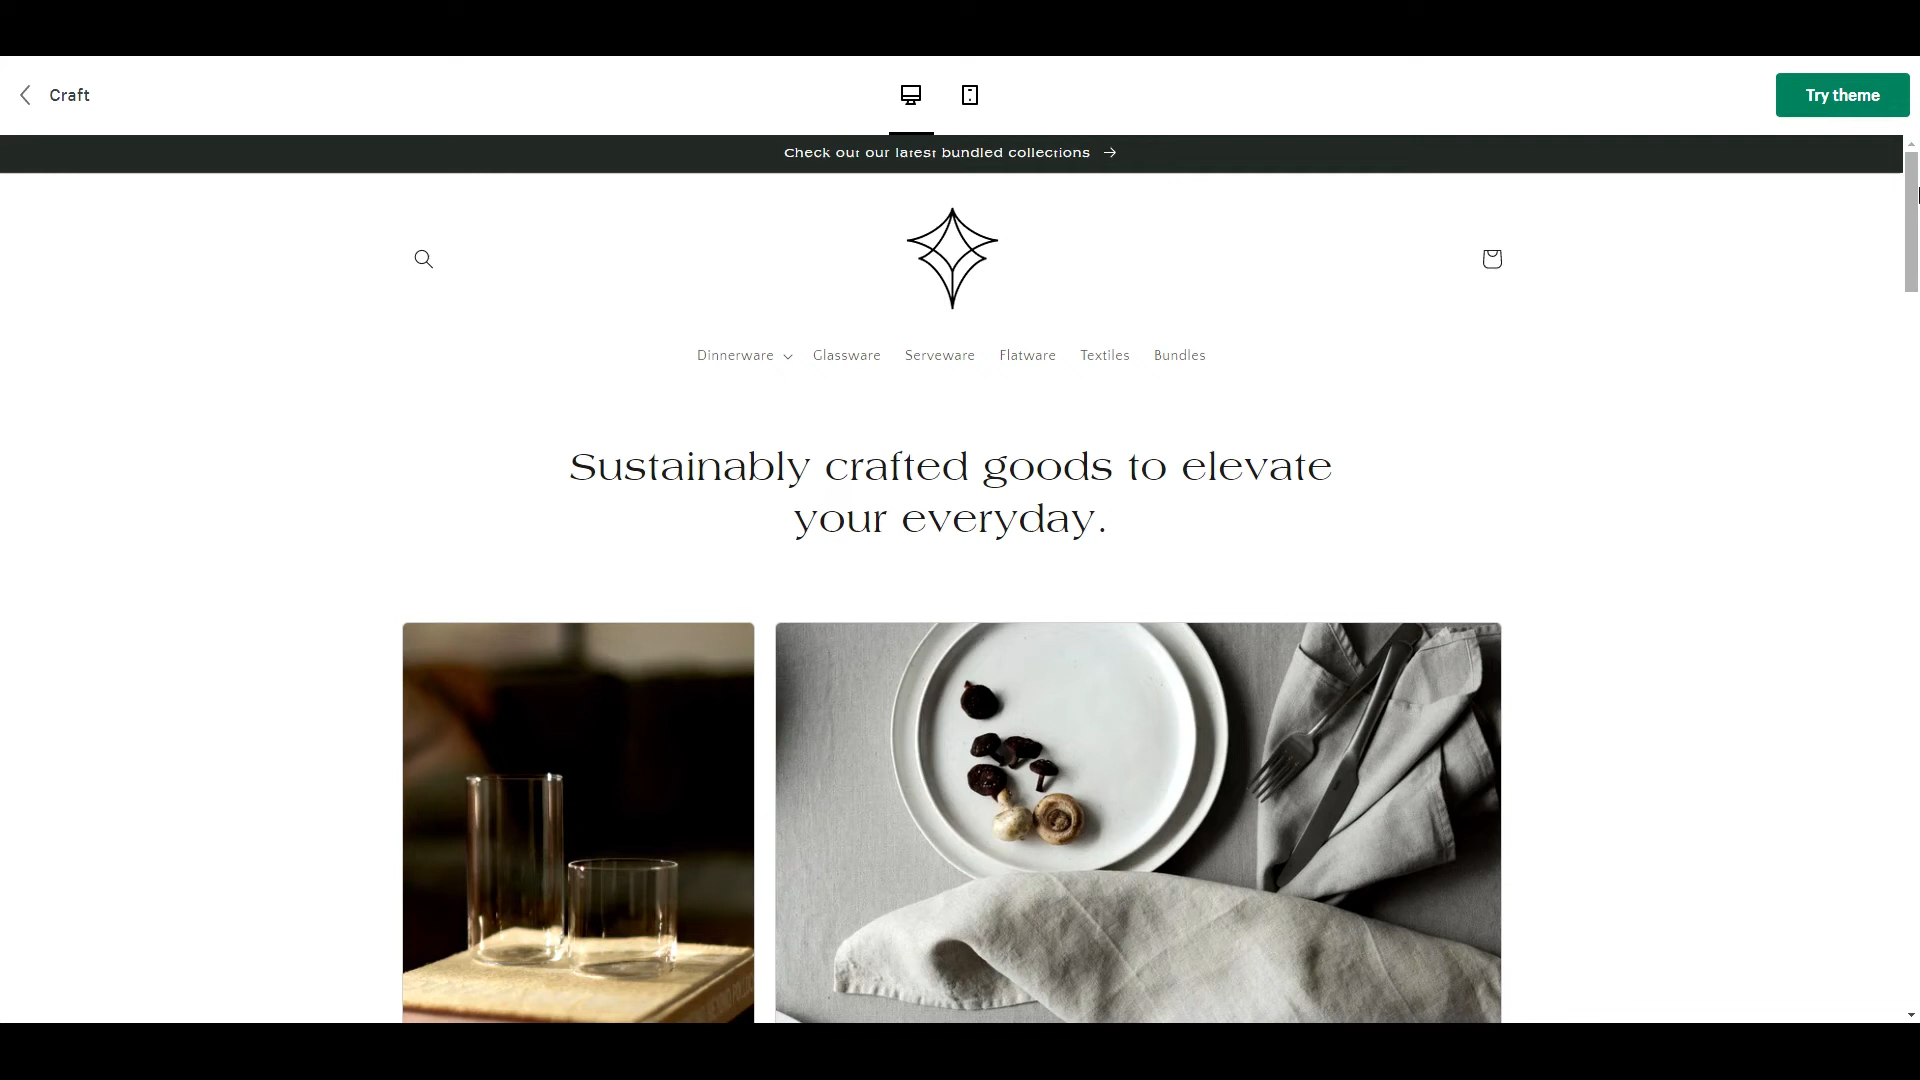 Craft
Try theme
Check out our latest bundled collections
Dinnerware Glassware Serveware Flatware Textiles Bundles
Sustainably crafted goods to elevate
your everyday.